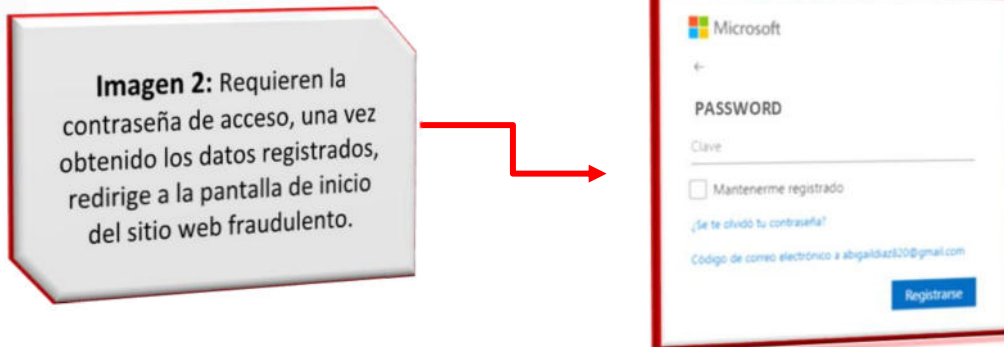 Imagen 2: Requieren la
contraseña de acceso, una vez
obtenido los datos registrados,
redirige a la pantalla de inicio
del sitio web fraudulento.
Microsoft
←
PASSWORD
Clave
Mantenerme registrado
¿Se te olvidó tu contraseña?
Código de correo electrónico a abigaildiaz820@gmail.com
Registrarse